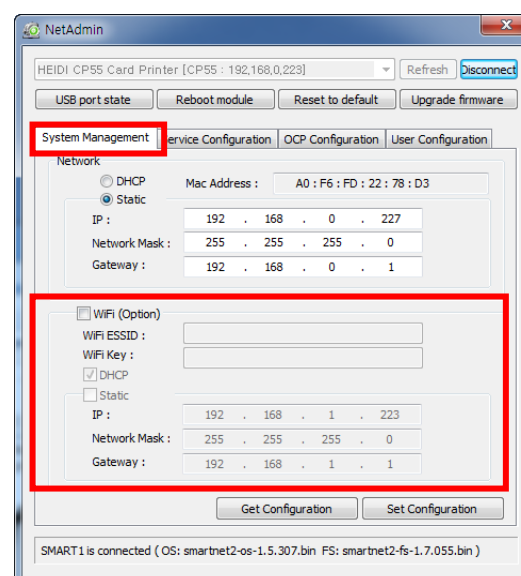 NetAdmin
HEIDI CP55 Card Printer [CP55 : 192,168,0,223] Refresh Disconnect
USB port state Reboot module Reset to default Upgrade firmware
System Management ervice Configuration OCP Configuration User Configuration
Network
DHCP Mac Address : A0 : F6 : FD : 22 : 78 : D3
Static
IP : 192 . 168 . 0 . 227
Network Mask : 255 . 255 . 255 . 0
Gateway : 192 . 168 . 0 . 1
WiFi (Option)
WiFi ESSID :
WiFi Key :
DHCP
Static
IP : 192 . 168 . 1 . 223
Network Mask : 255 . 255 . 255 . 0
Gateway : 192 . 168 . 1 . 1
Get Configuration Set Configuration
SMART1 is connected ( OS: smartnet2-os-1.5.307.bin FS: smartnet2-fs-1.7.055.bin )